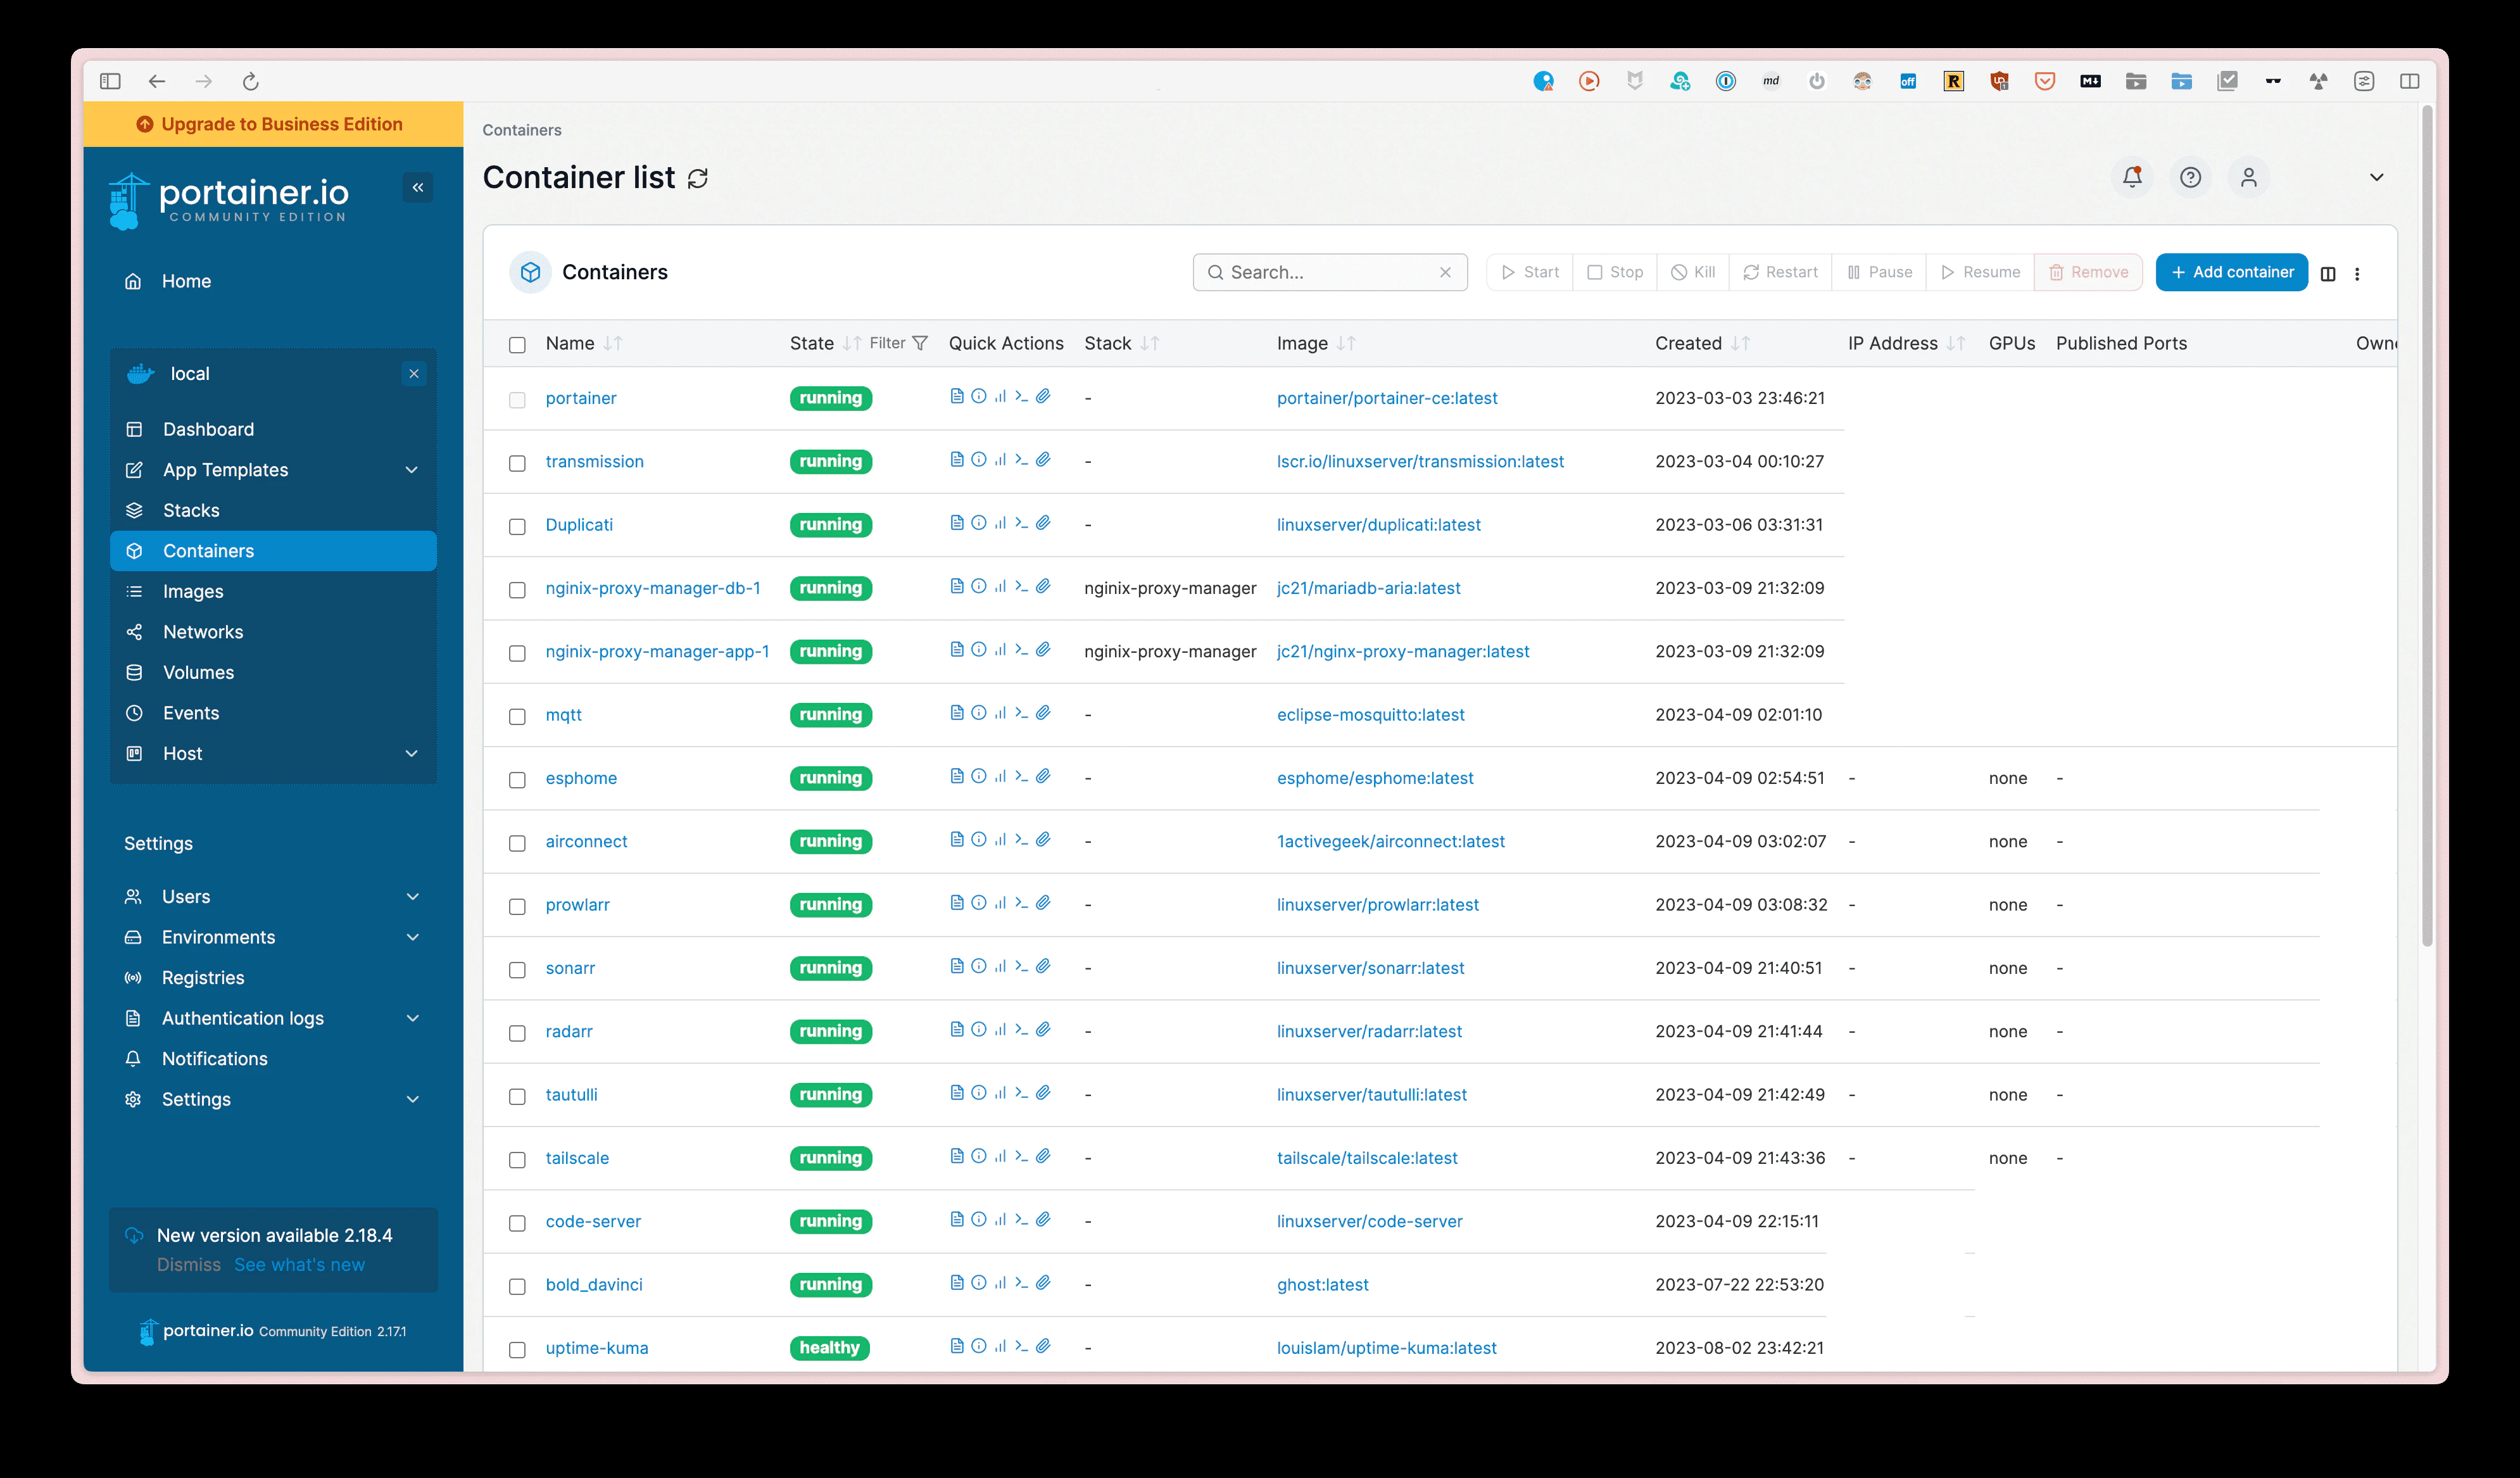 md
off
R
M↓
Upgrade to Business Edition
portainer.io
COMMUNITY EDITION
Home
local
Dashboard
App Templates
Stacks
Containers
Images
Networks
Volumes
Events
Host
Settings
Users
Environments
Registries
Authentication logs
Notifications
Settings
New version available 2.18.4
Dismiss See what's new
portainer.io Community Edition 2.17.1
Containers
Container list
Containers
Search...
Start Stop Kill Restart Pause Resume Remove
Add container
Name State Filter Quick Actions Stack Image Created IP Address GPUs Published Ports Owne
portainer running - portainer/portainer-ce:latest 2023-03-03 23:46:21
transmission running - lscr.io/linuxserver/transmission:latest 2023-03-04 00:10:27
Duplicati running - linuxserver/duplicati:latest 2023-03-06 03:31:31
nginix-proxy-manager-db-1 running nginix-proxy-manager jc21/mariadb-aria:latest 2023-03-09 21:32:09
nginix-proxy-manager-app-1 running nginix-proxy-manager jc21/nginx-proxy-manager:latest 2023-03-09 21:32:09
mqtt running - eclipse-mosquitto:latest 2023-04-09 02:01:10
esphome running - esphome/esphome:latest 2023-04-09 02:54:51 - none -
airconnect running - 1activegeek/airconnect:latest 2023-04-09 03:02:07 - none -
prowlarr running - linuxserver/prowlarr:latest 2023-04-09 03:08:32 - none -
sonarr running - linuxserver/sonarr:latest 2023-04-09 21:40:51 - none -
radarr running - linuxserver/radarr:latest 2023-04-09 21:41:44 - none -
tautulli running - linuxserver/tautulli:latest 2023-04-09 21:42:49 - none -
tailscale running - tailscale/tailscale:latest 2023-04-09 21:43:36 - none -
code-server running - linuxserver/code-server 2023-04-09 22:15:11
bold_davinci running - ghost:latest 2023-07-22 22:53:20
uptime-kuma healthy - louislam/uptime-kuma:latest 2023-08-02 23:42:21